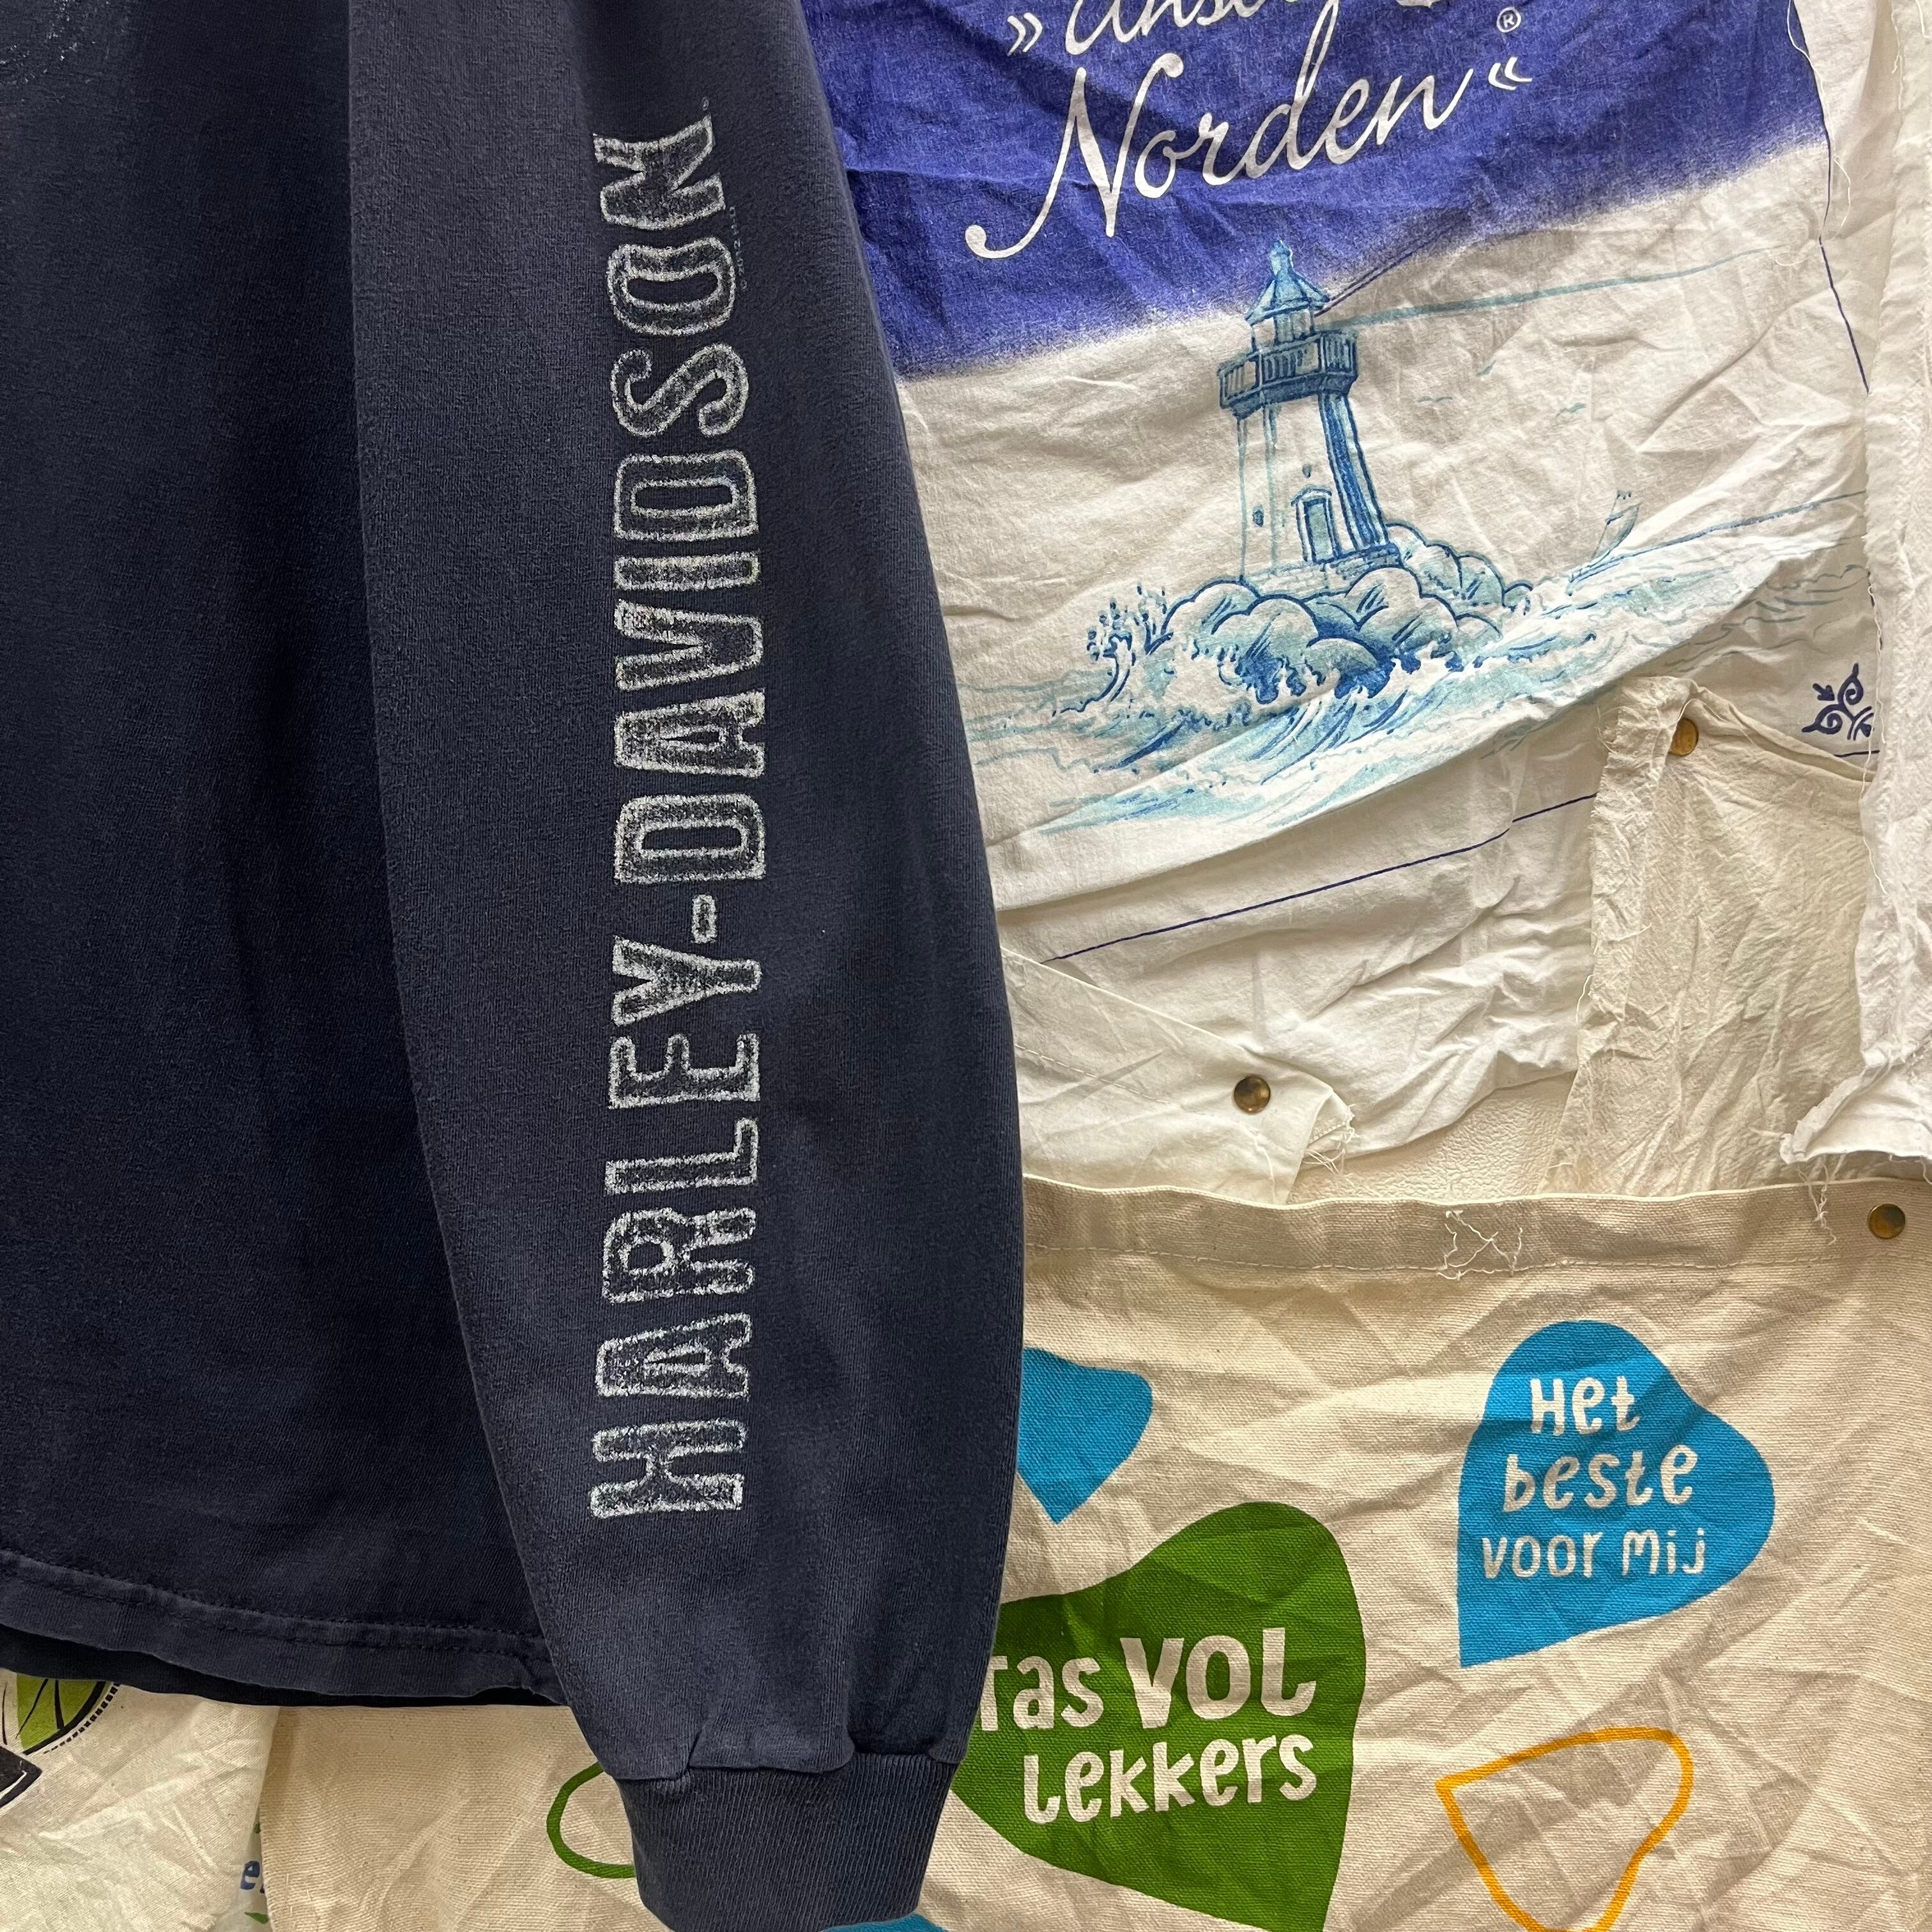 HARLEY-DAVIDSON
Norden«
®
Het
beste
voor mij
Tas VOL
Lekkers